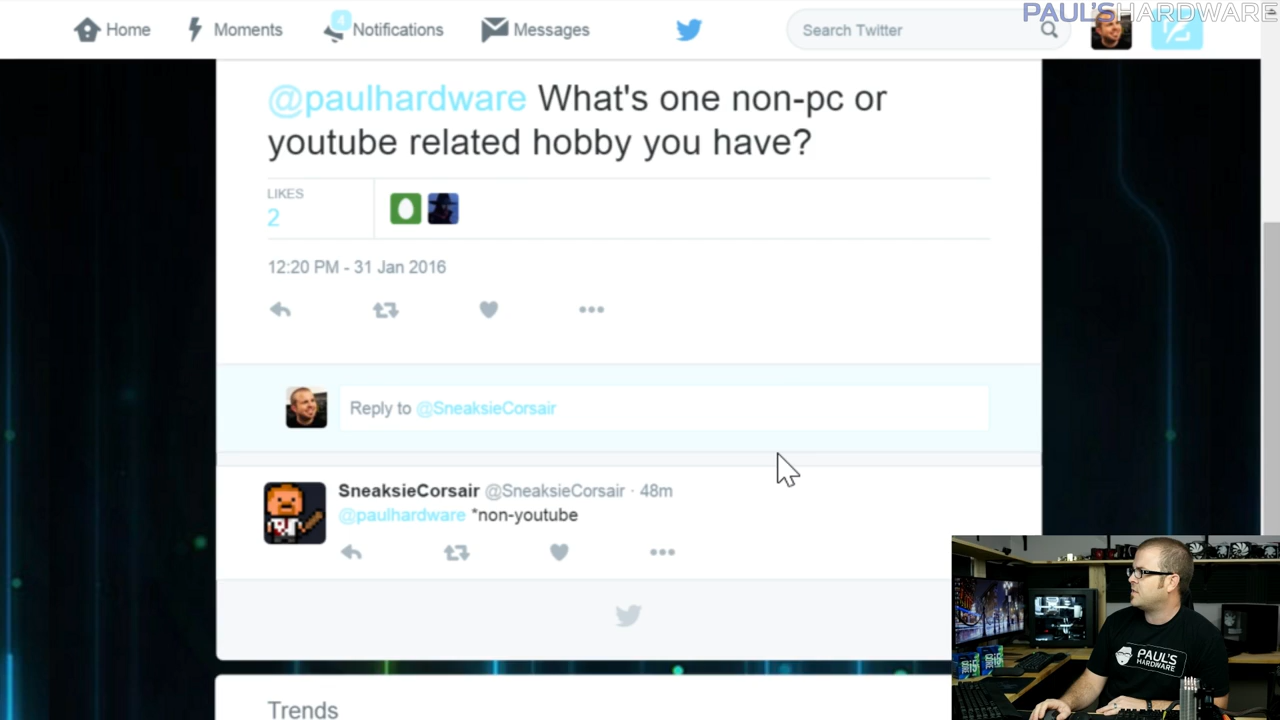 PAUL'SHARDWARE
Home
Moments
4
Notifications
Messages
Search Twitter
@paulhardware What's one non-pc or
youtube related hobby you have?
LIKES
2
12:20 PM - 31 Jan 2016
Reply to @SneaksieCorsair
SneaksieCorsair @SneaksieCorsair · 48m
@paulhardware *non-youtube
PAUL'S
HARDWARE
Trends